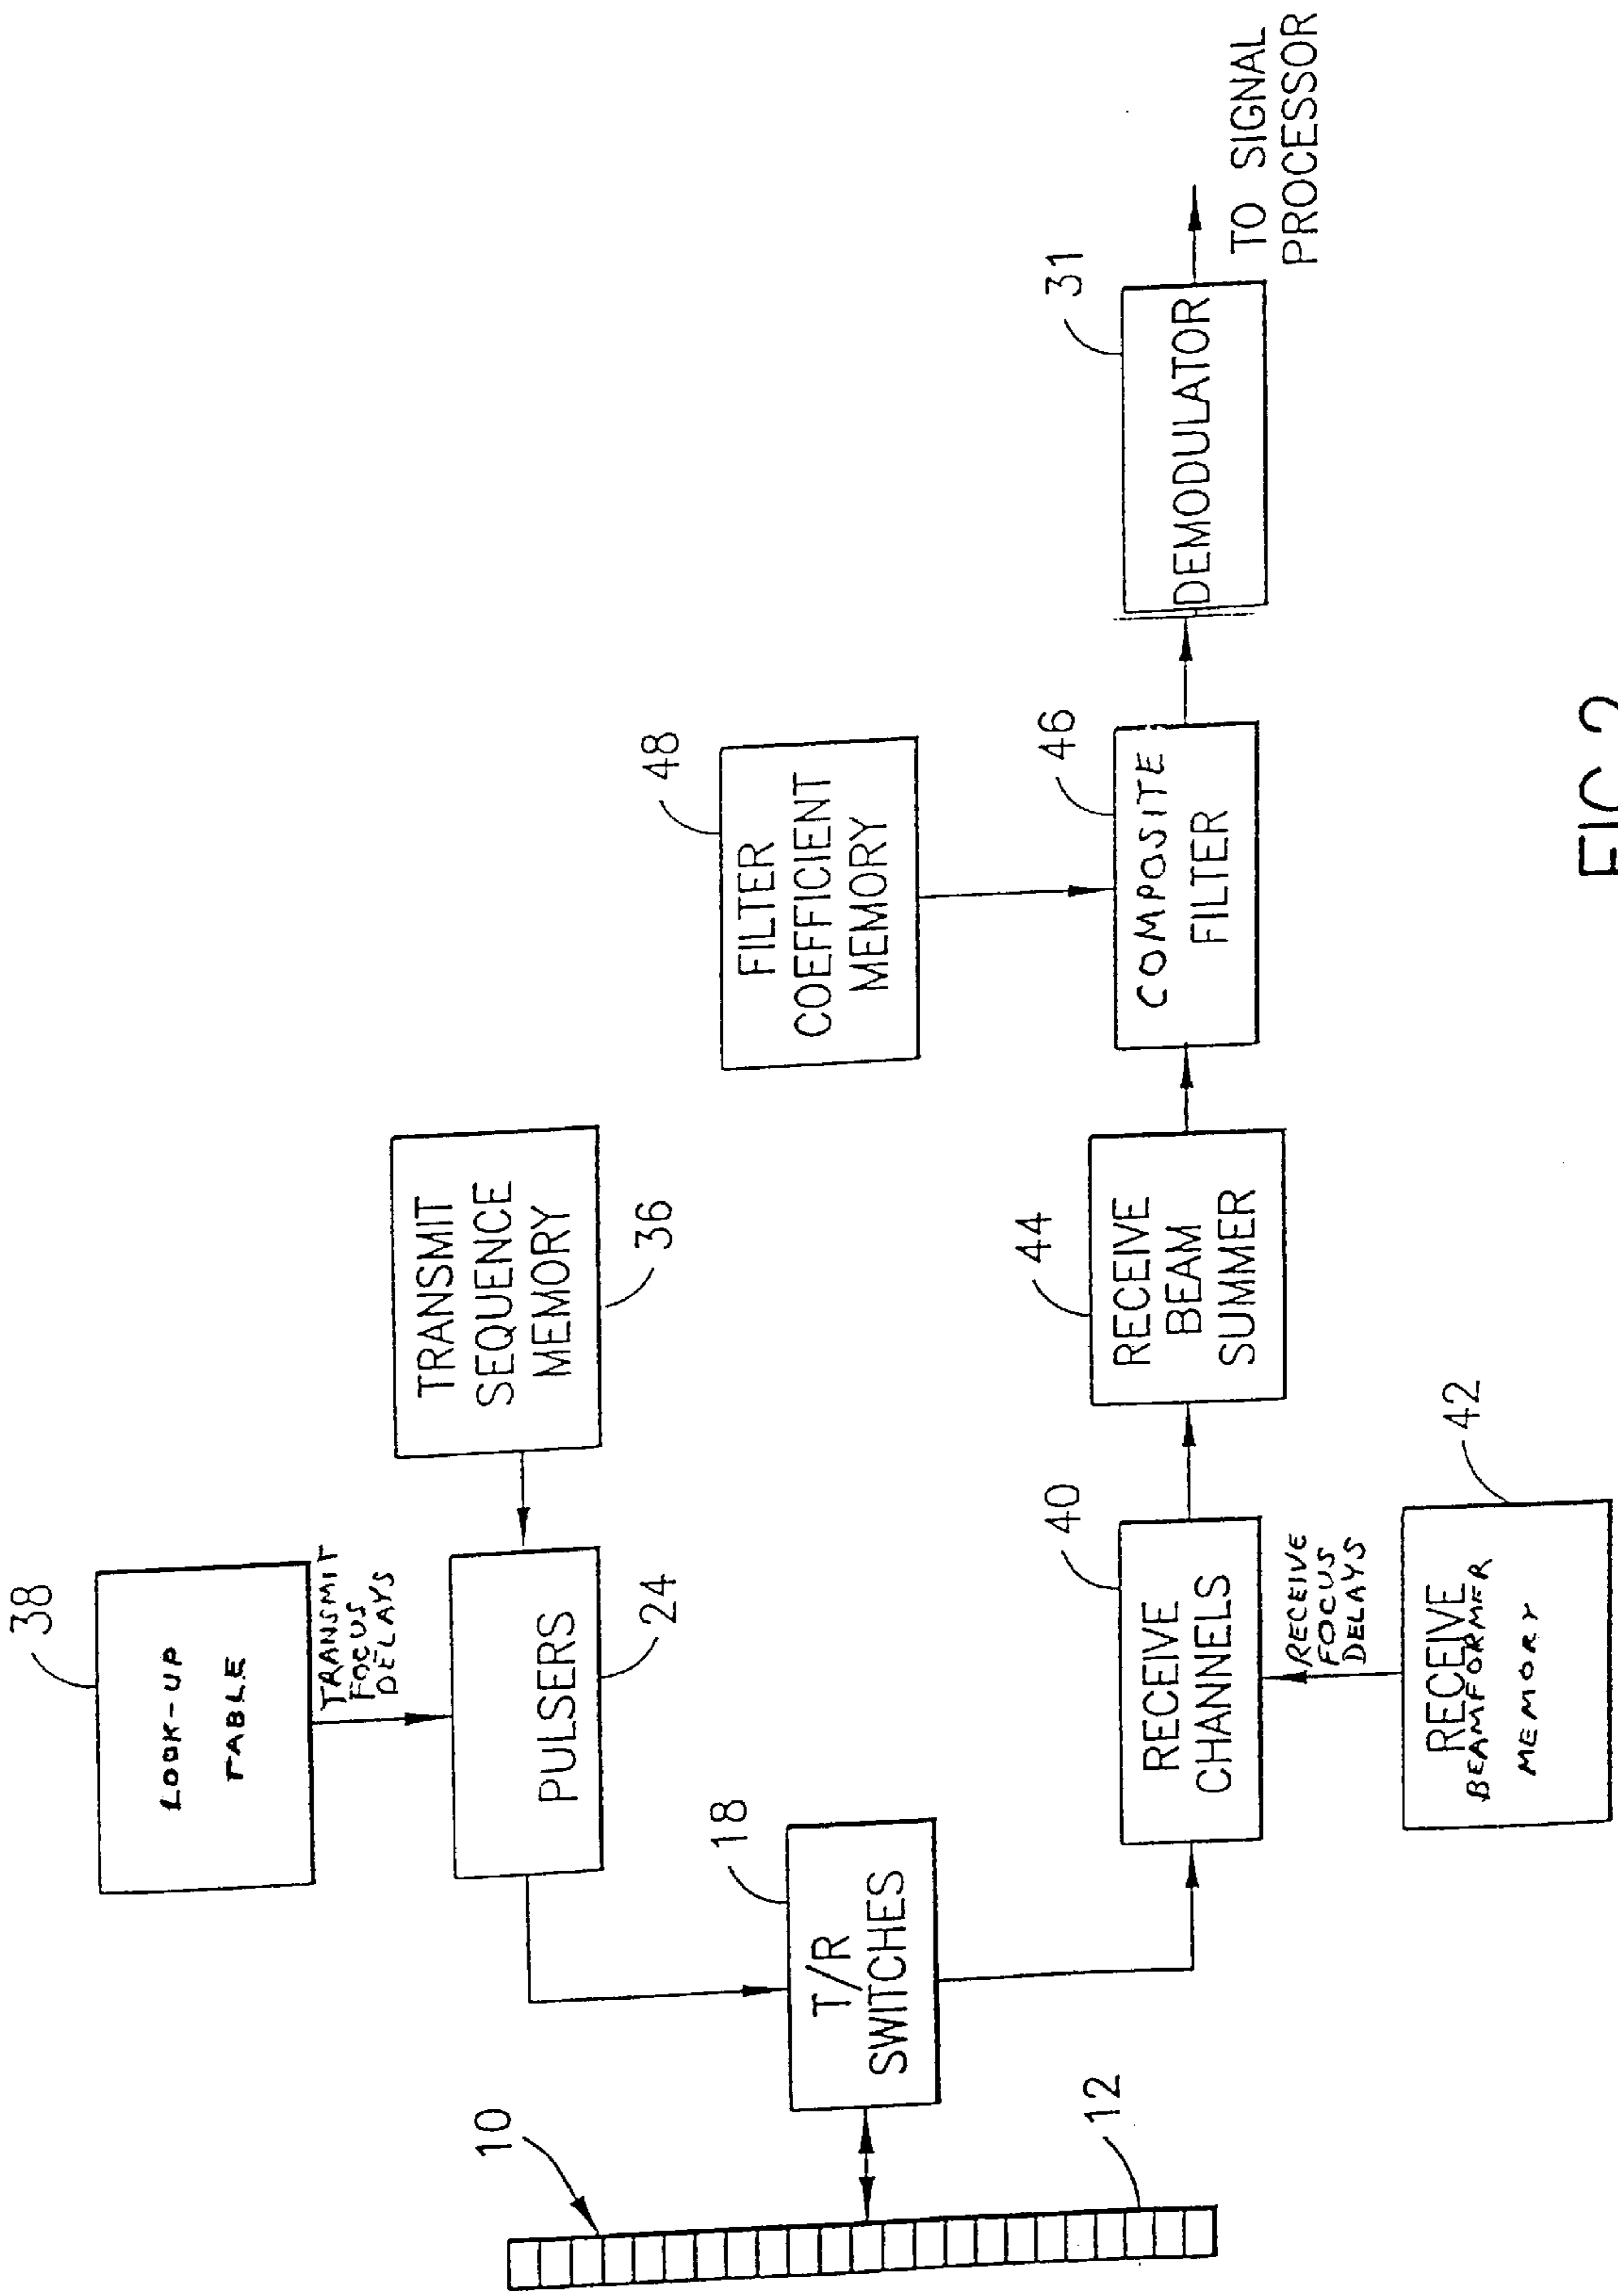 38
LOOK-UP
TABLE
TRANSMIT
FOCUS
DELAYS
TRANSMIT
SEQUENCE
MEMORY
36
PULSERS
24
10
18
T/R
SWITCHES
12
48
FILTER
COEFFICIENT
MEMORY
40
RECEIVE
CHANNELS
44
RECEIVE
BEAM
SUMMER
46
COMPOSITE
FILTER
31
DEMODULATOR
TO SIGNAL
PROCESSOR
RECEIVE
FOCUS
DELAYS
42
RECEIVE
BEAMFORMER
MEMORY
FIG.2